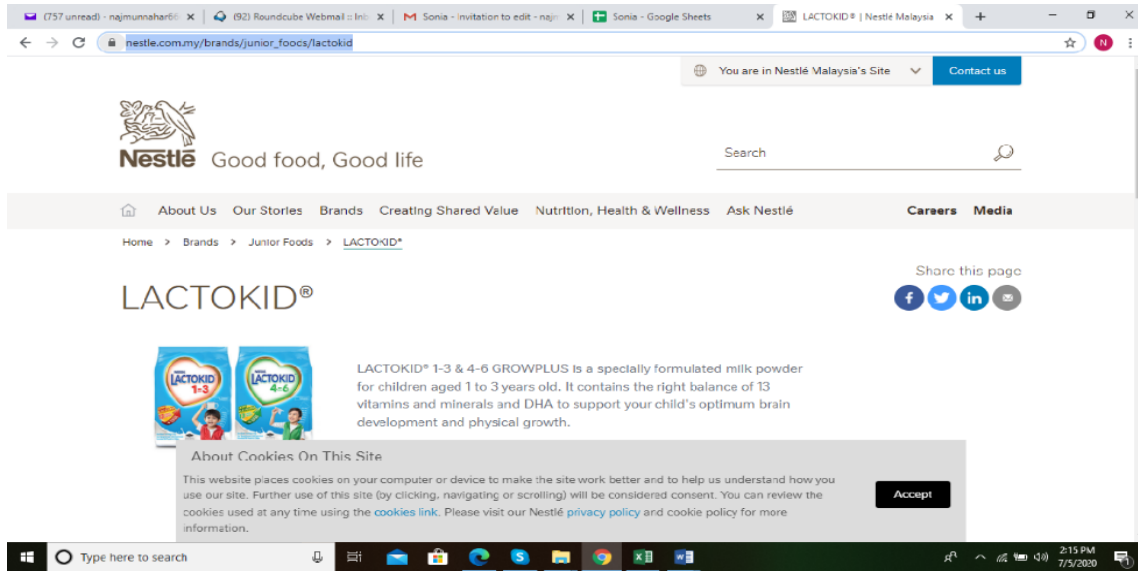 (757 unread) - najmunnahar66
(92) Roundcube Webmail :: Inb
Sonia - Invitation to edit - najn
Sonia - Google Sheets
LACTOKID® | Nestlé Malaysia
nestle.com.my/brands/junior_foods/lactokid
N
You are in Nestlé Malaysia's Site
Contact us
Nestlé Good food, Good life
Search
About Us Our Stories Brands Creating Shared Value Nutrition, Health & Wellness Ask Nestlé Careers Media
Home > Brands > Junior Foods > LACTOKID®
Share this page
LACTOKID®
LACTOKID
1-3
LACTOKID
4-6
LACTOKID® 1-3 & 4-6 GROWPLUS is a specially formulated milk powder
for children aged 1 to 3 years old. It contains the right balance of 13
vitamins and minerals and DHA to support your child's optimum brain
development and physical growth.
About Cookies On This Site
This website places cookies on your computer or device to make the site work better and to help us understand how you
use our site. Further use of this site (by clicking, navigating or scrolling) will be considered consent. You can review the
cookies used at any time using the cookies link. Please visit our Nestlé privacy policy and cookie policy for more
information.
Accept
Type here to search
2:15 PM
7/5/2020